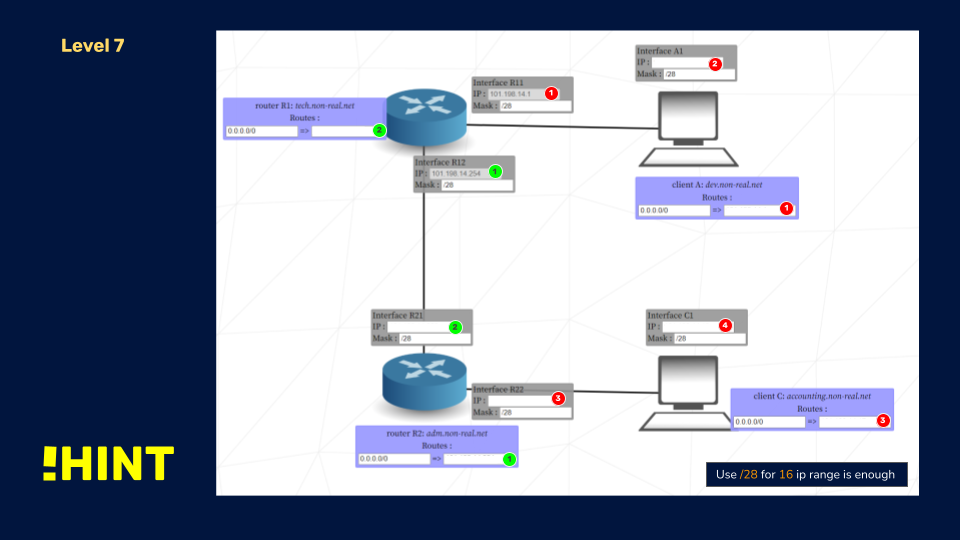 Level 7
Interface A1
IP : 2
Mask : /28
Interface R11
IP : 101.198.14.1 1
Mask : /28
router R1: tech.non-real.net
Routes :
0.0.0.0/0 => 2
Interface R12
IP : 101.198.14.254 1
Mask : /28
client A: dev.non-real.net
Routes :
0.0.0.0/0 => 1
Interface R21
IP : 2
Mask : /28
Interface C1
IP : 4
Mask : /28
Interface R22
IP : 3
Mask : /28
client C: accounting.non-real.net
Routes :
0.0.0.0/0 => 3
router R2: adm.non-real.net
Routes :
0.0.0.0/0 => 1
!HINT
Use /28 for 16 ip range is enough